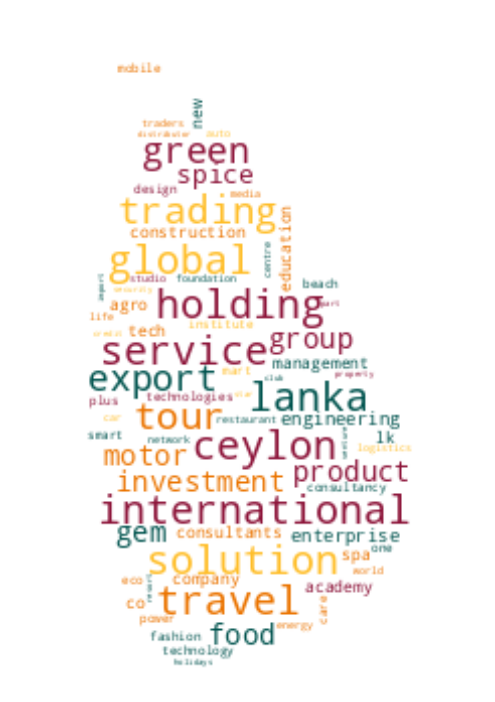 mobile
new
traders
distributor auto
green
spice
design media
trading
construction education
global centre
studio foundation
beach
security
agro holding
life institute
credit tech
service group
mart management
export club property
plus technologies lanka
car tour restaurant engineering
smart network lk
ceylon logistics
motor product
investment consultancy
international
gem consultants enterprise
one
solution spa
world
eco company academy
co travel care
power energy
fashion food
technology
holidays